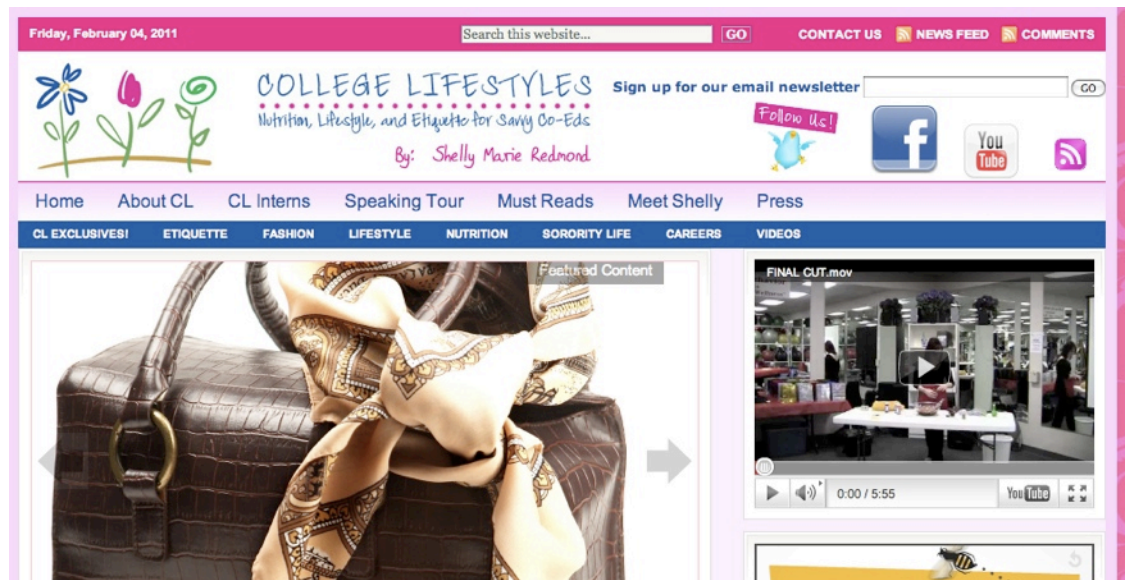 Friday, February 04, 2011
Search this website...
GO
CONTACT US
NEWS FEED
COMMENTS
COLLEGE LIFESTYLES
Nutrition, Lifestyle, and Etiquette for Savvy Co-Eds
By: Shelly Marie Redmond
Sign up for our email newsletter
GO
Follow Us!
f
You Tube
Home About CL CL Interns Speaking Tour Must Reads Meet Shelly Press
CL EXCLUSIVES! ETIQUETTE FASHION LIFESTYLE NUTRITION SORORITY LIFE CAREERS VIDEOS
Featured Content
FINAL CUT.mov
0:00 / 5:55
You Tube